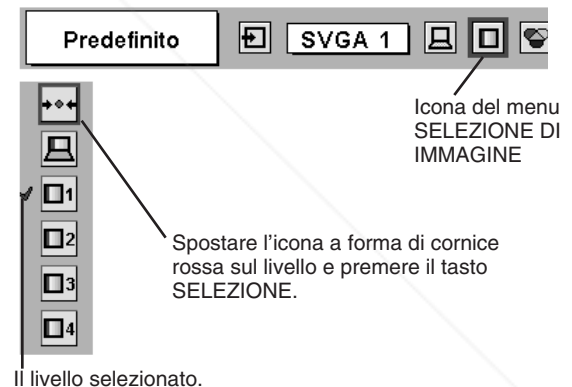 Predefinito
SVGA 1
Icona del menu
SELEZIONE DI
IMMAGINE
1
2
3
4
Spostare l'icona a forma di cornice
rossa sul livello e premere il tasto
SELEZIONE.
Il livello selezionato.